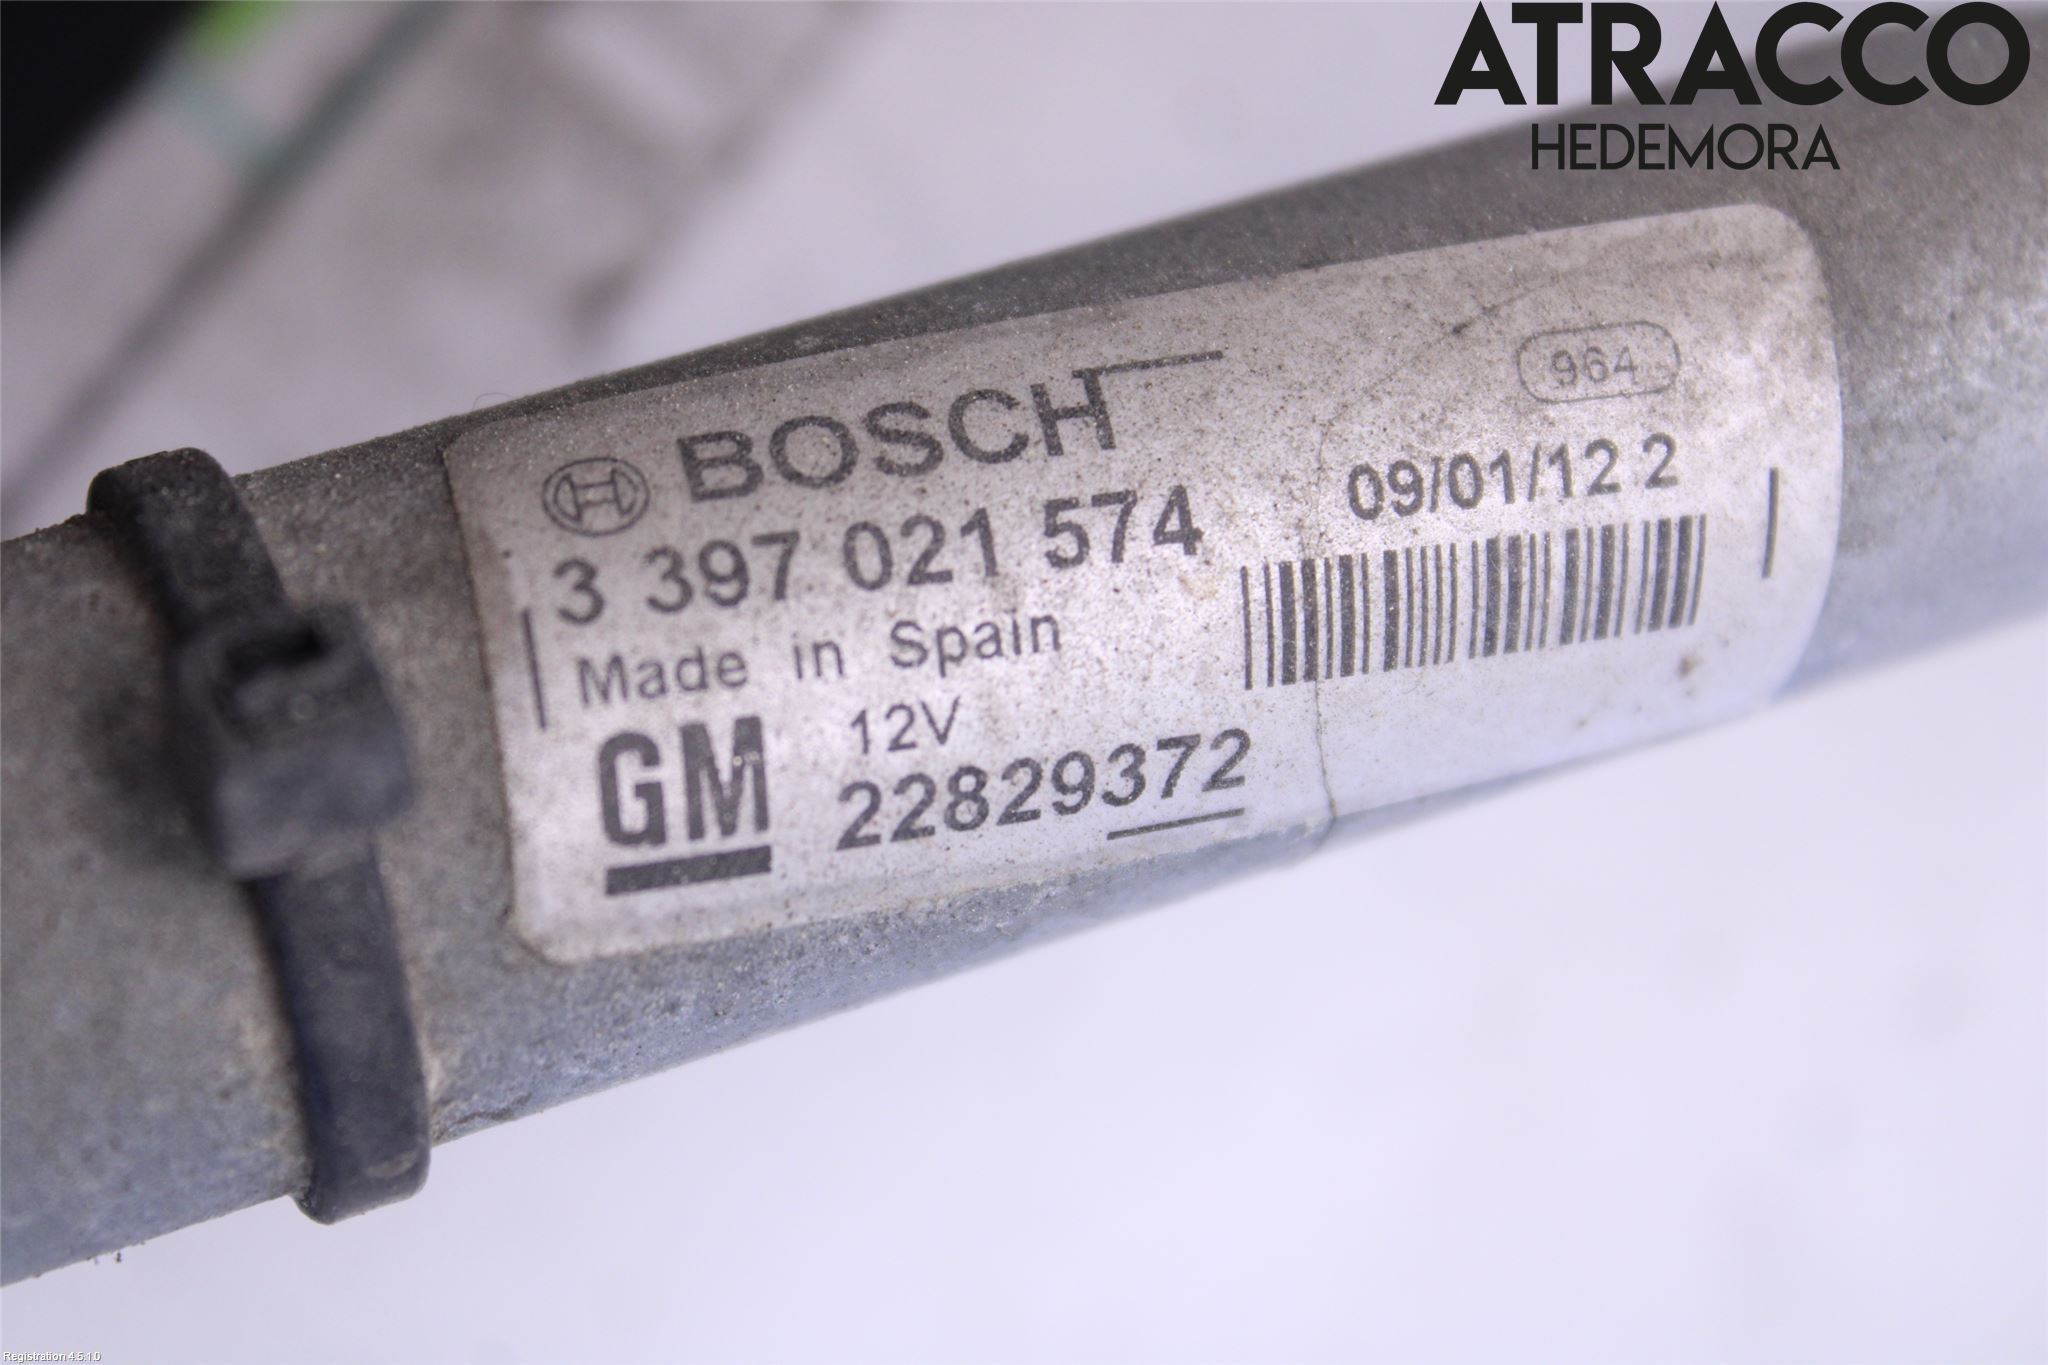 ATRACCO
HEDEMORA
964
BOSCH
09/01/12 2
3 397 021 574
Made in Spain
12V
GM 22829372
Registration 4.5.1.0